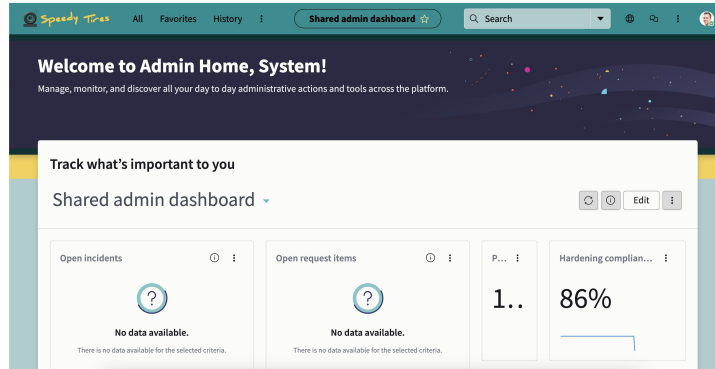 Speedy Tires All Favorites History Shared admin dashboard Search
Welcome to Admin Home, System!
Manage, monitor, and discover all your day to day administrative actions and tools across the platform.
Track what's important to you
Shared admin dashboard
Edit
Open incidents
No data available.
There is no data available for the selected criteria.
Open request items
No data available.
There is no data available for the selected criteria.
P...
1..
Hardening complian...
86%